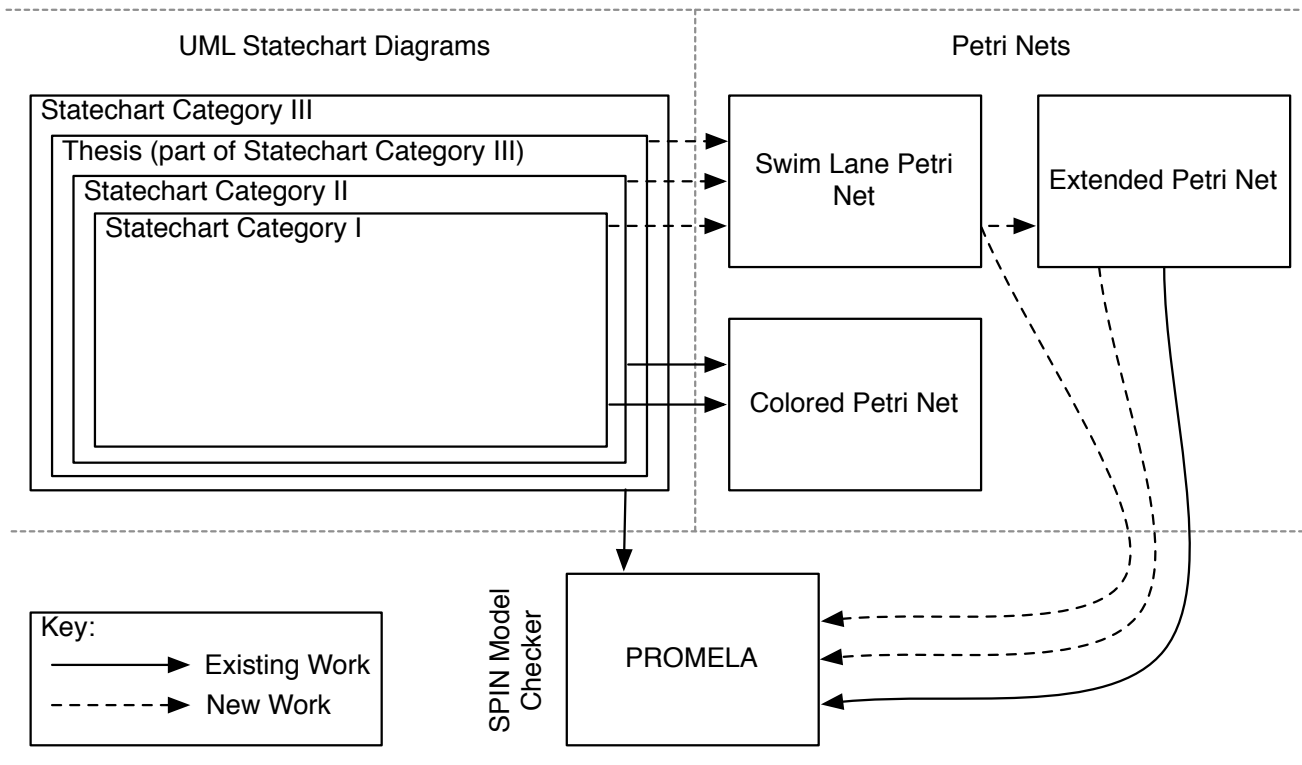 UML Statechart Diagrams
Petri Nets
Statechart Category III
Thesis (part of Statechart Category III)
Statechart Category II
Statechart Category I
Swim Lane Petri
Net
Extended Petri Net
Colored Petri Net
Key:
Existing Work
New Work
SPIN Model
Checker
PROMELA